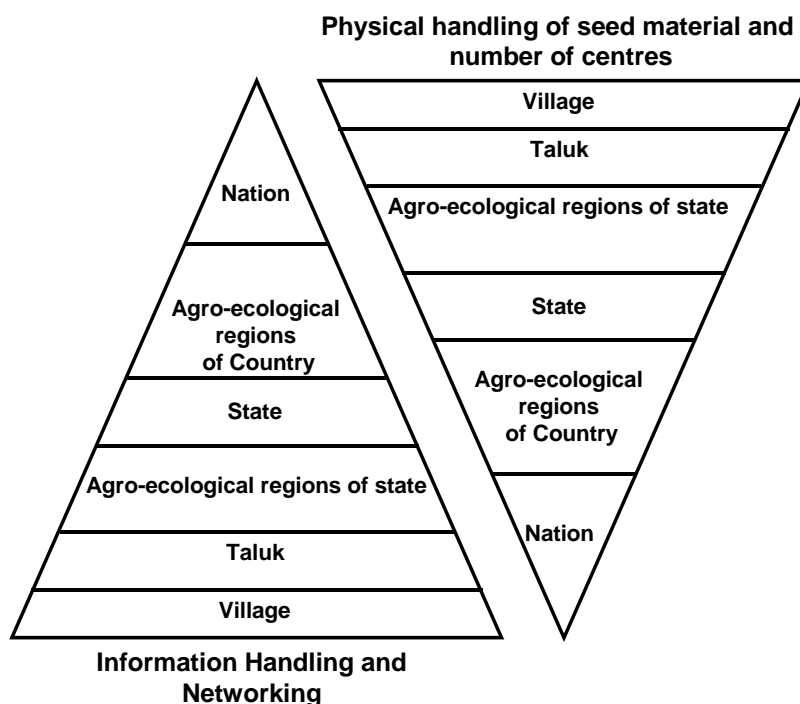 Physical handling of seed material and
number of centres
Village
Taluk
Agro-ecological regions of state
State
Agro-ecological
regions
of Country
Nation
Nation
Agro-ecological
regions
of Country
State
Agro-ecological regions of state
Taluk
Village
Information Handling and
Networking